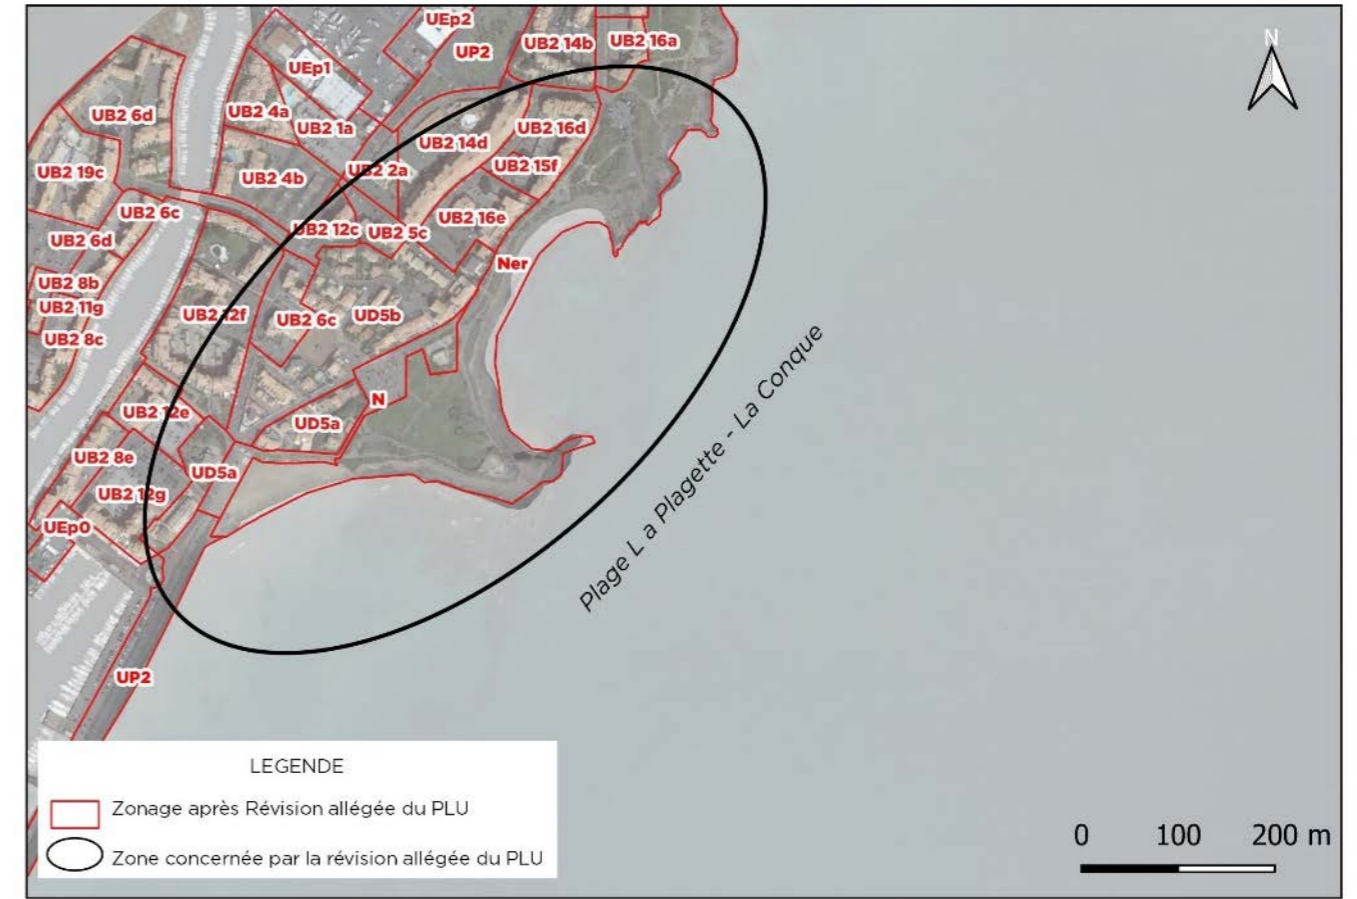 UEp2
UB2 14b
UB2 16a
UP2
N
UEp1
UB2 6d
UB2 4a
UB2 1a
UB2 14d
UB2 16d
UB2 19c
UB2 4b
UB2 2a
UB2 15f
UB2 6c
UB2 16e
UB2 6d
UB2 12c
UB2 5c
Ner
UB2 8b
UB2 11g
UB2 12f
UB2 6c
UD5b
UB2 8c
N
UB2 12e
UD5a
UB2 8e
UD5a
UB2 12g
UEp0
Plage L a Plagette - La Conque
UP2
LEGENDE
Zonage après Révision allégée du PLU
Zone concernée par la révision allégée du PLU
0 100 200 m